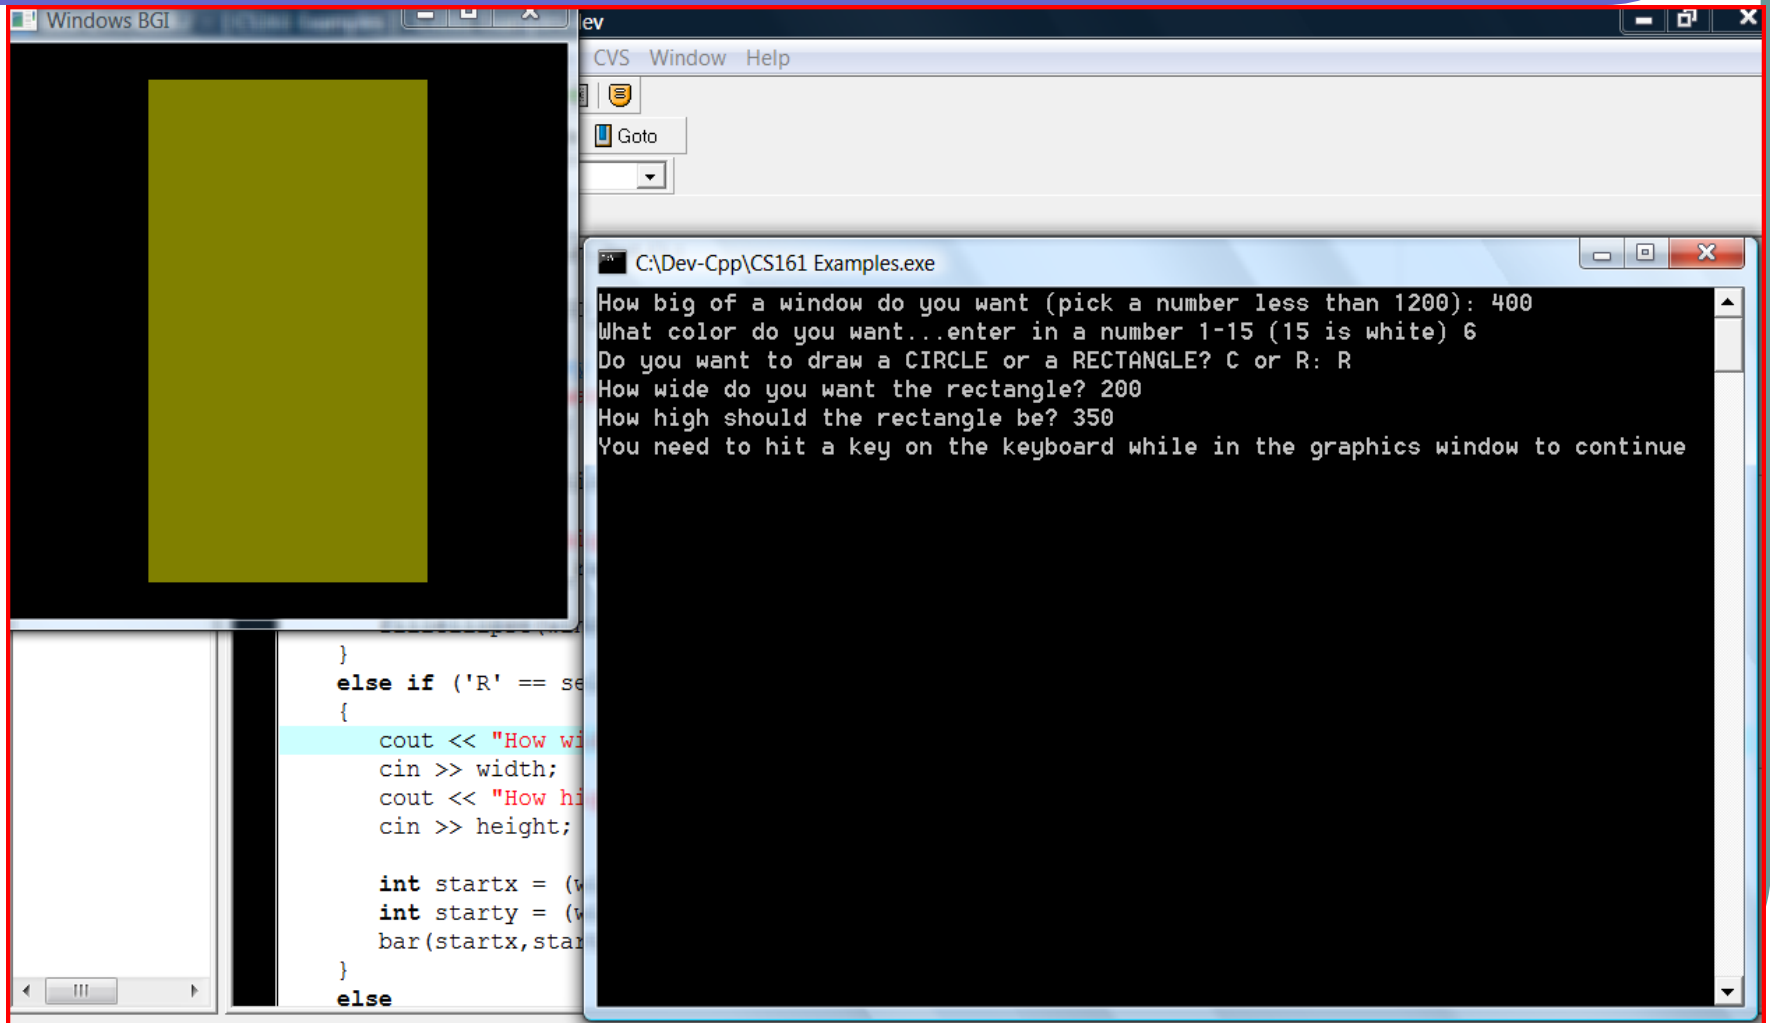 Windows BGI
ev
CVS Window Help
Goto
C:\Dev-Cpp\CS161 Examples.exe
How big of a window do you want (pick a number less than 1200): 400
What color do you want...enter in a number 1-15 (15 is white) 6
Do you want to draw a CIRCLE or a RECTANGLE? C or R: R
How wide do you want the rectangle? 200
How high should the rectangle be? 350
You need to hit a key on the keyboard while in the graphics window to continue
}
else if ('R' == se
{
cout << "How wi
cin >> width;
cout << "How hi
cin >> height;
int startx = (w
int starty = (w
bar(startx,star
}
else